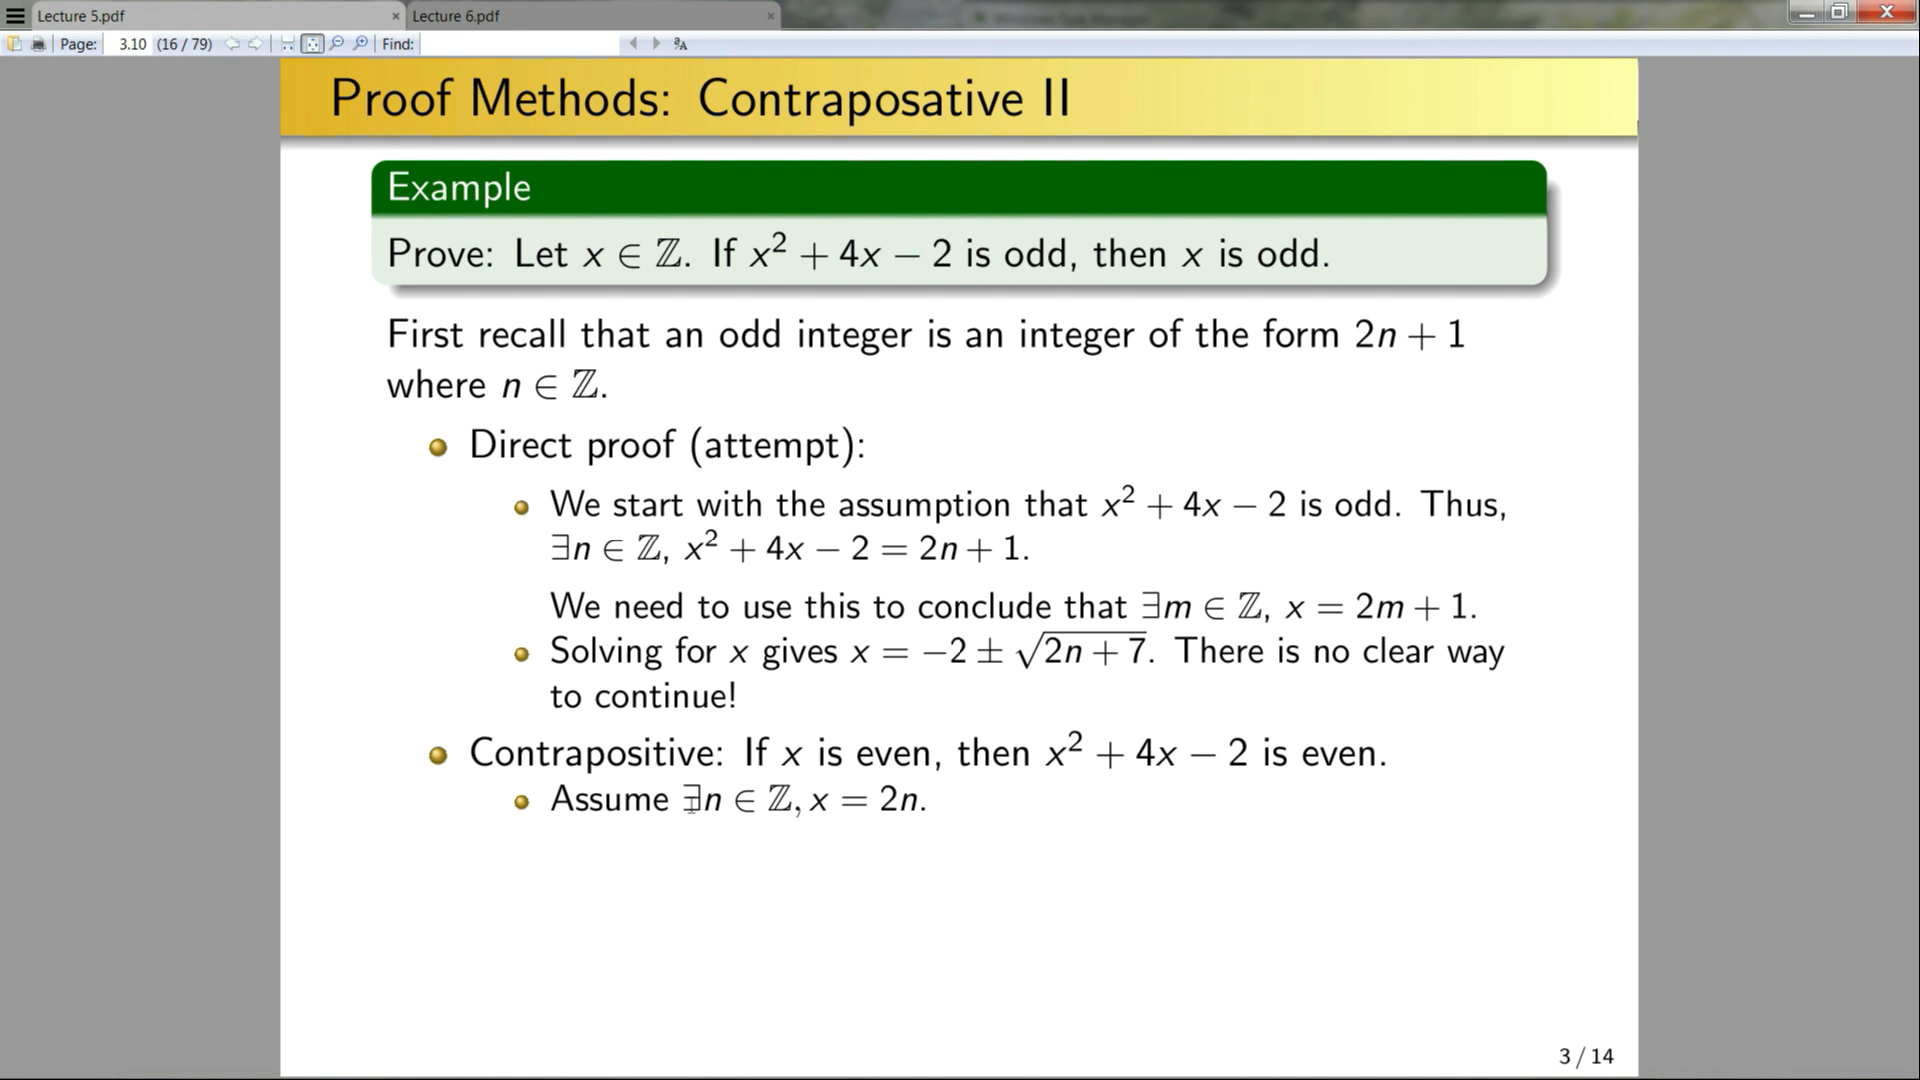 Lecture 5.pdf
Lecture 6.pdf
Page: 3.10 (16 / 79) Find:
Proof Methods: Contraposative II
Example
Prove: Let x ∈ ℤ. If x² + 4x − 2 is odd, then x is odd.
First recall that an odd integer is an integer of the form 2n + 1
where n ∈ ℤ.
Direct proof (attempt):
We start with the assumption that x² + 4x − 2 is odd. Thus,
∃n ∈ ℤ, x² + 4x − 2 = 2n + 1.
We need to use this to conclude that ∃m ∈ ℤ, x = 2m + 1.
Solving for x gives x = −2 ± √(2n + 7). There is no clear way
to continue!
Contrapositive: If x is even, then x² + 4x − 2 is even.
Assume ∃n ∈ ℤ, x = 2n.
3 / 14